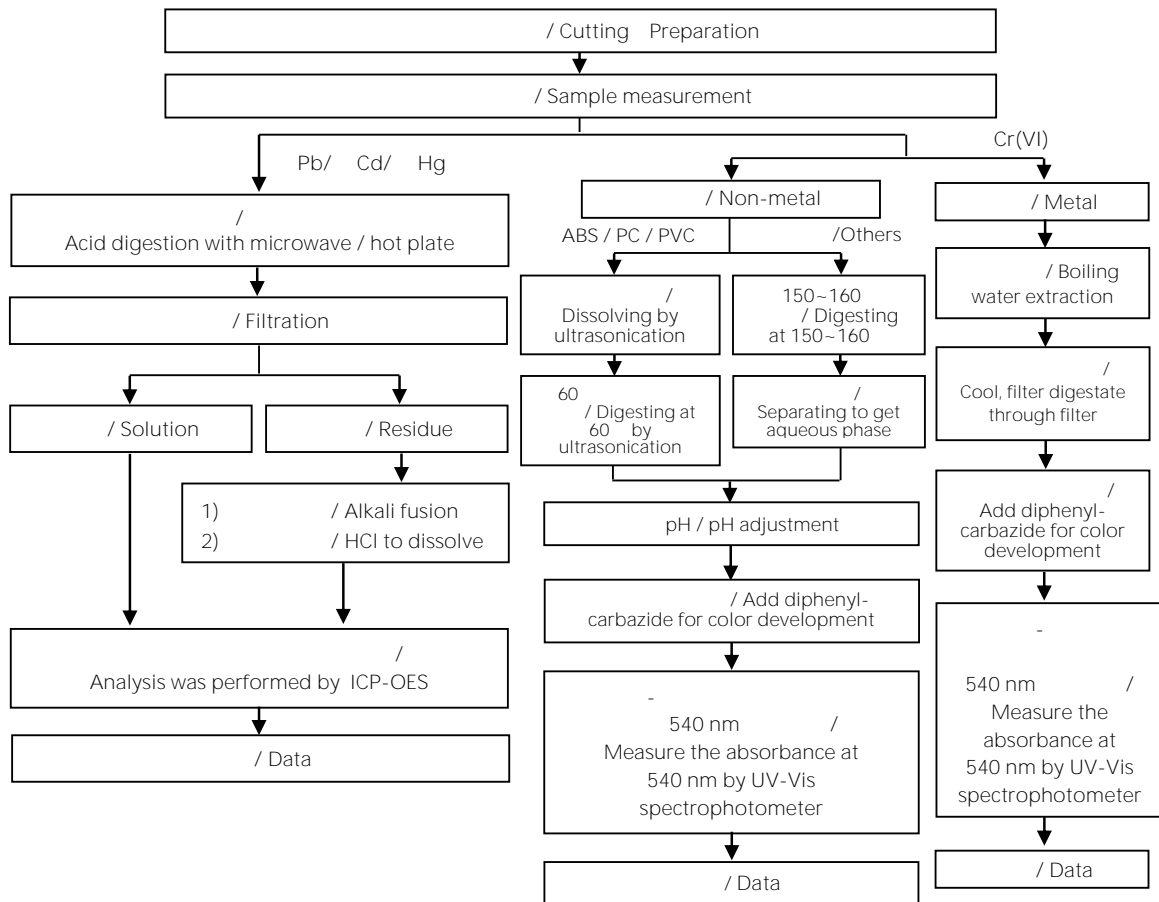 / Cutting Preparation
/ Sample measurement
Pb/ Cd/ Hg
Cr(VI)
/
Acid digestion with microwave / hot plate
/ Filtration
/ Solution
/ Residue
1) / Alkali fusion
2) / HCl to dissolve
/
Analysis was performed by ICP-OES
/ Data
/ Non-metal
ABS / PC / PVC
/Others
/
Dissolving by
ultrasonication
150~160
/ Digesting
at 150~160
60
/ Digesting at
60 by
ultrasonication
/
Separating to get
aqueous phase
pH / pH adjustment
/ Add diphenyl-
carbazide for color development
-
540 nm /
Measure the absorbance at
540 nm by UV-Vis
spectrophotometer
/ Data
/ Metal
/ Boiling
water extraction
/
Cool, filter digestate
through filter
/
Add diphenyl-
carbazide for color
development
-
540 nm /
Measure the
absorbance at
540 nm by UV-Vis
spectrophotometer
/ Data